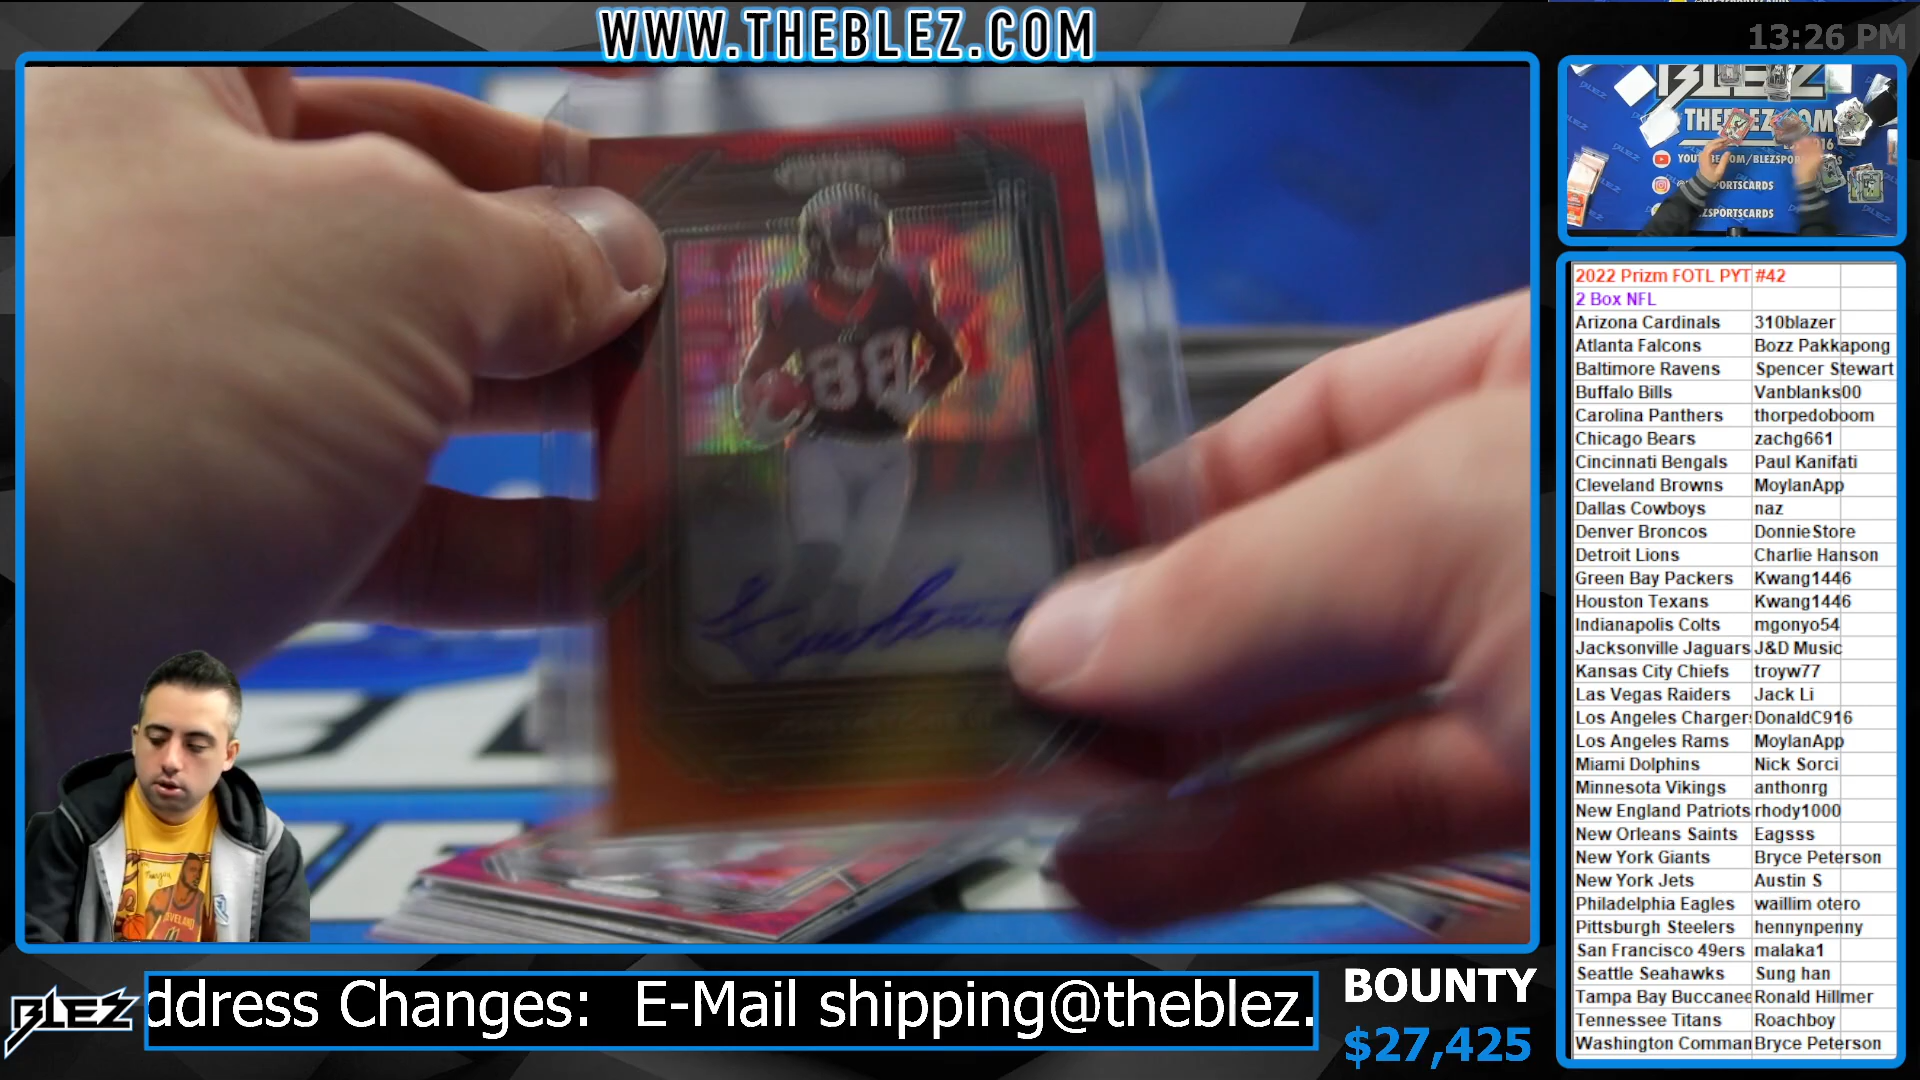 WWW.THEBLEZ.COM
13:26 PM
BLEZ
THEBLEZ.COM
88
2022 Prizm FOTL PYT #42
2 Box NFL
Arizona Cardinals 310blazer
Atlanta Falcons Bozz Pakkapong
Baltimore Ravens Spencer Stewart
Buffalo Bills Vanblanks00
Carolina Panthers thorpedoboom
Chicago Bears zachg661
Cincinnati Bengals Paul Kanifati
Cleveland Browns MoylanApp
Dallas Cowboys naz
Denver Broncos DonnieStore
Detroit Lions Charlie Hanson
Green Bay Packers Kwang1446
Houston Texans Kwang1446
Indianapolis Colts mgonyo54
Jacksonville Jaguars J&D Music
Kansas City Chiefs troyw77
Las Vegas Raiders Jack Li
Los Angeles Charger DonaldC916
Los Angeles Rams MoylanApp
Miami Dolphins Nick Sorci
Minnesota Vikings anthonrg
New England Patriots rhody1000
New Orleans Saints Eagsss
New York Giants Bryce Peterson
New York Jets Austin S
Philadelphia Eagles waillim otero
Pittsburgh Steelers hennynpenny
San Francisco 49ers malaka1
Seattle Seahawks Sung han
Tampa Bay Buccanee Ronald Hillmer
Tennessee Titans Roachboy
Washington Comman Bryce Peterson
BLEZ
ddress Changes: E-Mail shipping@theblez.
BOUNTY
$27,425